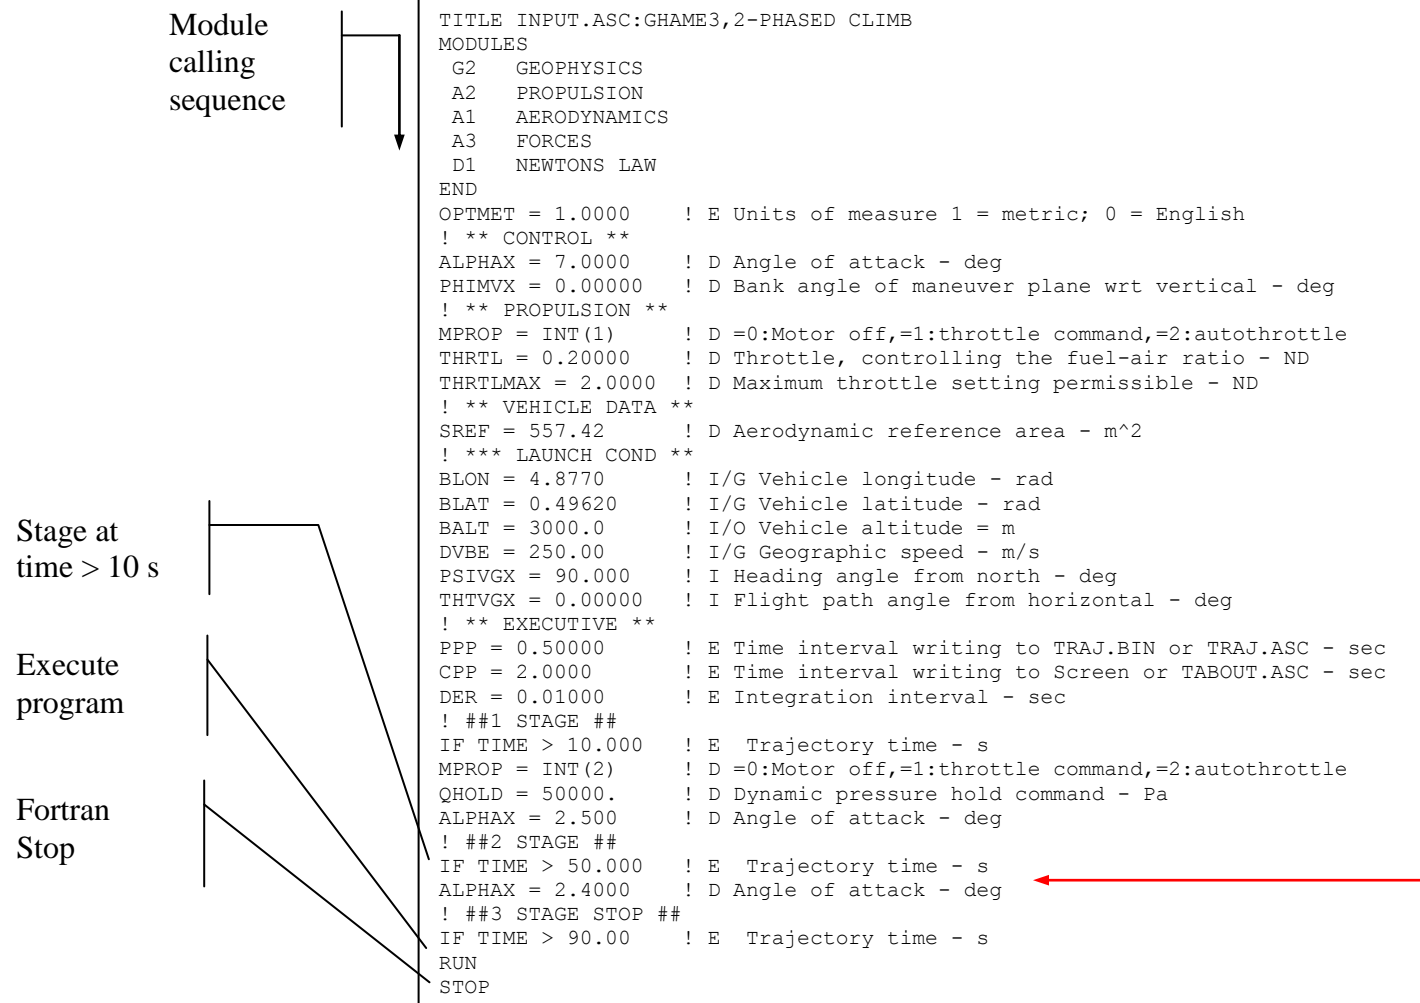 Module
calling
sequence
Stage at
time > 10 s
Execute
program
Fortran
Stop
TITLE INPUT.ASC:GHAME3,2-PHASED CLIMB
MODULES
G2 GEOPHYSICS
A2 PROPULSION
A1 AERODYNAMICS
A3 FORCES
D1 NEWTONS LAW
END
OPTMET = 1.0000 ! E Units of measure 1 = metric; 0 = English
! ** CONTROL **
ALPHAX = 7.0000 ! D Angle of attack - deg
PHIMVX = 0.00000 ! D Bank angle of maneuver plane wrt vertical - deg
! ** PROPULSION **
MPROP = INT(1) ! D =0:Motor off,=1:throttle command,=2:autothrottle
THRTL = 0.20000 ! D Throttle, controlling the fuel-air ratio - ND
THRTLMAX = 2.0000 ! D Maximum throttle setting permissible - ND
! ** VEHICLE DATA **
SREF = 557.42 ! D Aerodynamic reference area - m^2
! *** LAUNCH COND **
BLON = 4.8770 ! I/G Vehicle longitude - rad
BLAT = 0.49620 ! I/G Vehicle latitude - rad
BALT = 3000.0 ! I/O Vehicle altitude = m
DVBE = 250.00 ! I/G Geographic speed - m/s
PSIVGX = 90.000 ! I Heading angle from north - deg
THTVGX = 0.00000 ! I Flight path angle from horizontal - deg
! ** EXECUTIVE **
PPP = 0.50000 ! E Time interval writing to TRAJ.BIN or TRAJ.ASC - sec
CPP = 2.0000 ! E Time interval writing to Screen or TABOUT.ASC - sec
DER = 0.01000 ! E Integration interval - sec
! ##1 STAGE ##
IF TIME > 10.000 ! E Trajectory time - s
MPROP = INT(2) ! D =0:Motor off,=1:throttle command,=2:autothrottle
QHOLD = 50000. ! D Dynamic pressure hold command - Pa
ALPHAX = 2.500 ! D Angle of attack - deg
! ##2 STAGE ##
IF TIME > 50.000 ! E Trajectory time - s
ALPHAX = 2.4000 ! D Angle of attack - deg
! ##3 STAGE STOP ##
IF TIME > 90.00 ! E Trajectory time - s
RUN
STOP